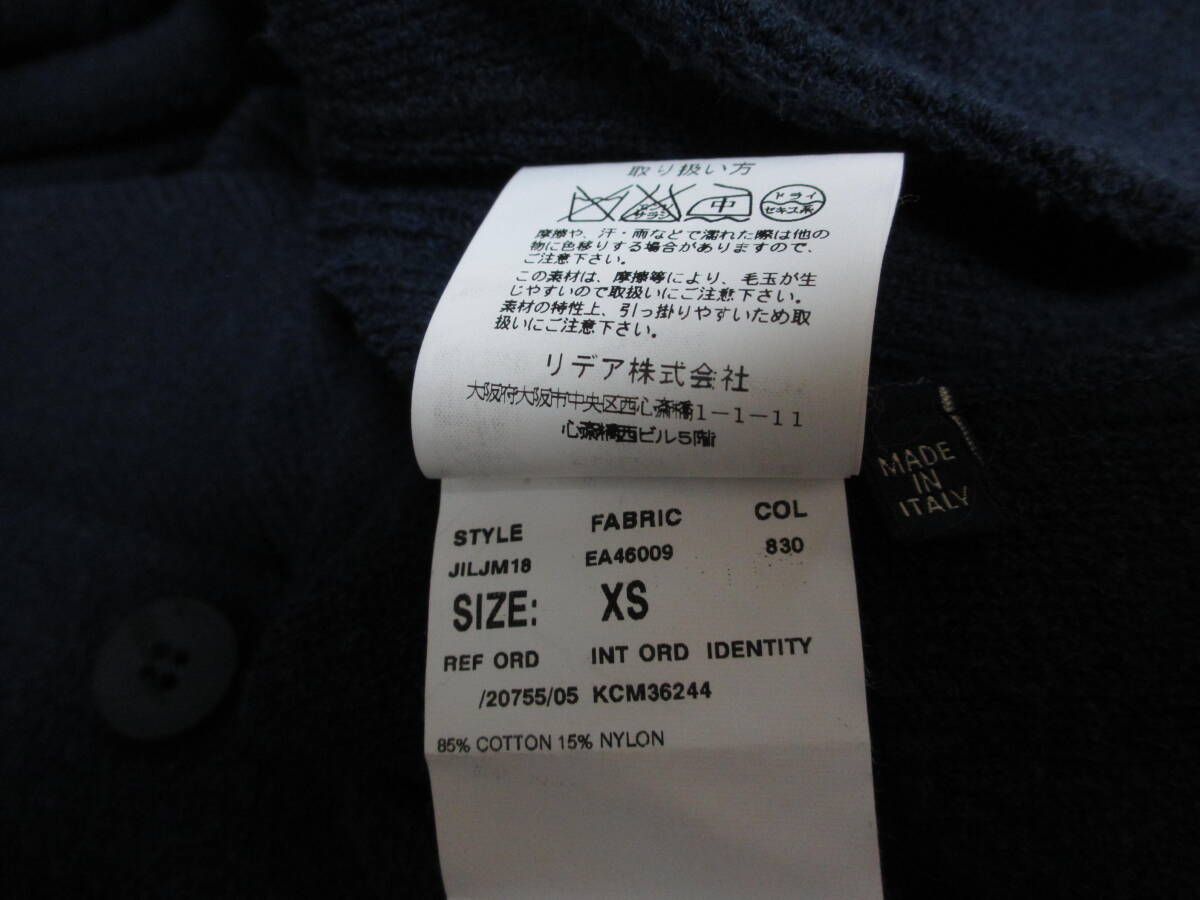 取り扱い方
中
ドライ
セキユ系
摩擦や、汗・雨などで濡れた際は他の
物に色移りする場合がありますので、
ご注意下さい。
この素材は、摩擦等により、毛玉が生
じやすいので取扱いにご注意下さい。
素材の特性上、引っ掛りやすいため取
扱いにご注意下さい。
リデア株式会社
大阪府大阪市中央区西心斎橋1-1-11
心斎橋西ビル5階
MADE
IN
ITALY
STYLE FABRIC COL
JILJM18 EA46009 830
SIZE: XS
REF ORD INT ORD IDENTITY
/20755/05 KCM36244
85% COTTON 15% NYLON